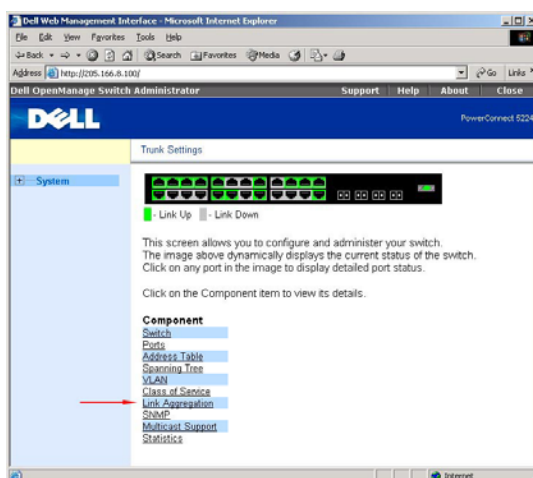 Dell Web Management Interface - Microsoft Internet Explorer
File Edit View Favorites Tools Help
Back Search Favorites Media
Address http://205.166.8.100/ Go Links
Dell OpenManage Switch Administrator Support Help About Close
DELL
PowerConnect 5224
Trunk Settings
System
- Link Up - Link Down
This screen allows you to configure and administer your switch.
The image above dynamically displays the current status of the switch.
Click on any port in the image to display detailed port status.
Click on the Component item to view its details.
Component
Switch
Ports
Address Table
Spanning Tree
VLAN
Class of Service
Link Aggregation
SNMP
Multicast Support
Statistics
Internet